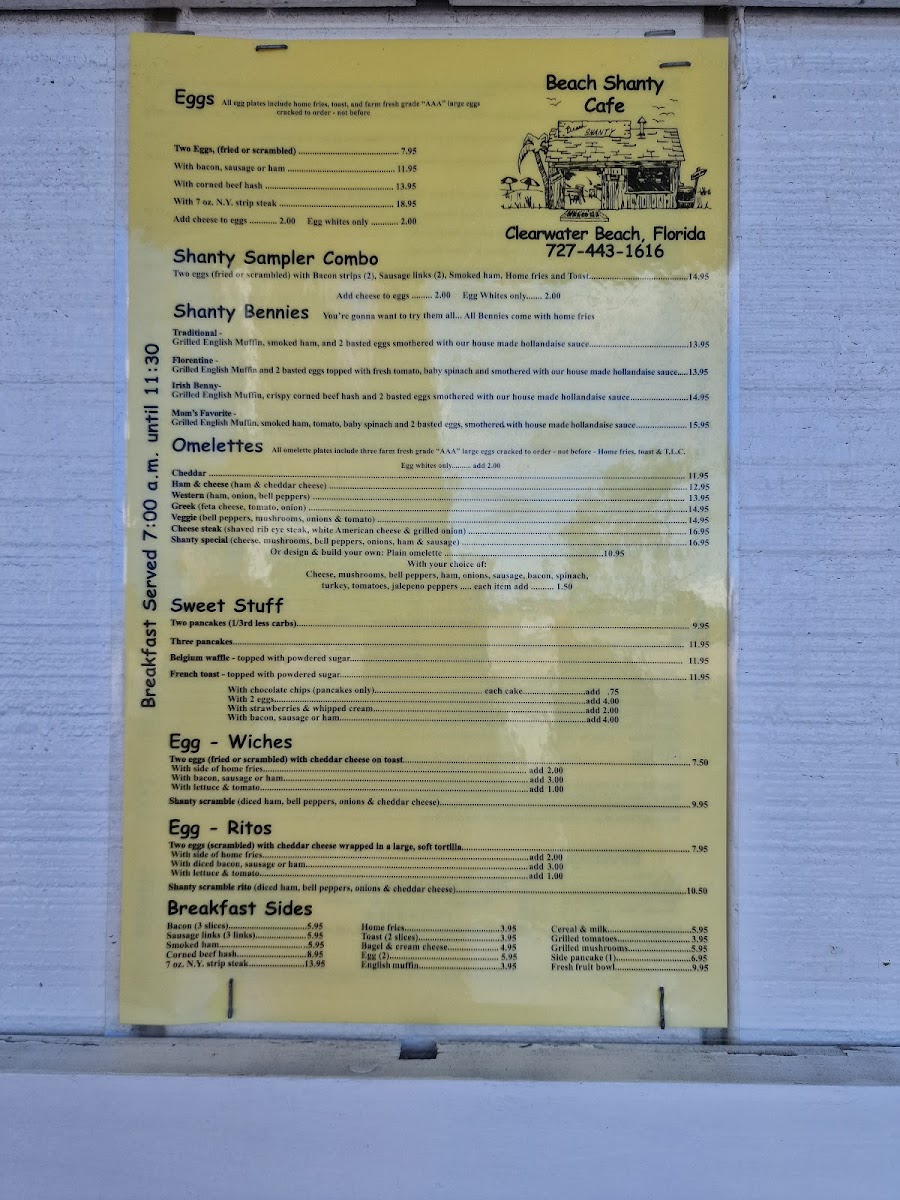 Beach Shanty
Cafe
Beach
SHANTY
Clearwater Beach, Florida
727-443-1616
Breakfast Served 7:00 a.m. until 11:30
Eggs All egg plates include home fries, toast, and farm fresh grade "AAA" large eggs
cracked to order - not before
Two Eggs, (fried or scrambled) ........ 7.95
With bacon, sausage or ham ........ 11.95
With corned beef hash ........ 13.95
With 7 oz. N.Y. strip steak ........ 18.95
Add cheese to eggs ........... 2.00 Egg whites only ........... 2.00
Shanty Sampler Combo
Two eggs (fried or scrambled) with Bacon strips (2), Sausage links (2), Smoked ham, Home fries and Toast........14.95
Add cheese to eggs ......... 2.00 Egg Whites only....... 2.00
Shanty Bennies You're gonna want to try them all... All Bennies come with home fries
Traditional -
Grilled English Muffin, smoked ham, and 2 basted eggs smothered with our house made hollandaise sauce........13.95
Florentine -
Grilled English Muffin and 2 basted eggs topped with fresh tomato, baby spinach and smothered with our house made hollandaise sauce.....13.95
Irish Benny-
Grilled English Muffin, crispy corned beef hash and 2 basted eggs smothered with our house made hollandaise sauce........14.95
Mom's Favorite -
Grilled English Muffin, smoked ham, tomato, baby spinach and 2 basted eggs, smothered with house made hollandaise sauce........15.95
Omelettes All omelette plates include three farm fresh grade "AAA" large eggs cracked to order - not before - Home fries, toast & T.L.C.
Egg whites only......... add 2.00
Cheddar ........ 11.95
Ham & cheese (ham & cheddar cheese) ........ 12.95
Western (ham, onion, bell peppers) ........ 13.95
Greek (feta cheese, tomato, onion) ........ 14.95
Veggie (bell peppers, mushrooms, onions & tomato) ........ 14.95
Cheese steak (shaved rib eye steak, white American cheese & grilled onion) ........ 16.95
Shanty special (cheese, mushrooms, bell peppers, onions, ham & sausage) ........ 16.95
Or design & build your own: Plain omelette ........10.95
With your choice of:
Cheese, mushrooms, bell peppers, ham, onions, sausage, bacon, spinach,
turkey, tomatoes, jalepeno peppers ..... each item add .......... 1.50
Sweet Stuff
Two pancakes (1/3rd less carbs)........ 9.95
Three pancakes........ 11.95
Belgium waffle - topped with powdered sugar........ 11.95
French toast - topped with powdered sugar........ 11.95
With chocolate chips (pancakes only)........ each cake........add .75
With 2 eggs........add 4.00
With strawberries & whipped cream........add 2.00
With bacon, sausage or ham........add 4.00
Egg - Wiches
Two eggs (fried or scrambled) with cheddar cheese on toast........7.50
With side of home fries........ add 2.00
With bacon, sausage or ham........add 3.00
With lettuce & tomato........add 1.00
Shanty scramble (diced ham, bell peppers, onions & cheddar cheese)........9.95
Egg - Ritos
Two eggs (scrambled) with cheddar cheese wrapped in a large, soft tortilla........ 7.95
With side of home fries........add 2.00
With diced bacon, sausage or ham........add 3.00
With lettuce & tomato........add 1.00
Shanty scramble rito (diced ham, bell peppers, onions & cheddar cheese)........10.50
Breakfast Sides
Bacon (3 slices)........5.95
Sausage links (3 links)........5.95
Smoked ham........5.95
Corned beef hash........8.95
7 oz. N.Y. strip steak........13.95
Home fries........3.95
Toast (2 slices)........3.95
Bagel & cream cheese........4.95
Egg (2)........ 5.95
English muffin........3.95
Cereal & milk........5.95
Grilled tomatoes........3.95
Grilled mushrooms........5.95
Side pancake (1)........6.95
Fresh fruit bowl........9.95